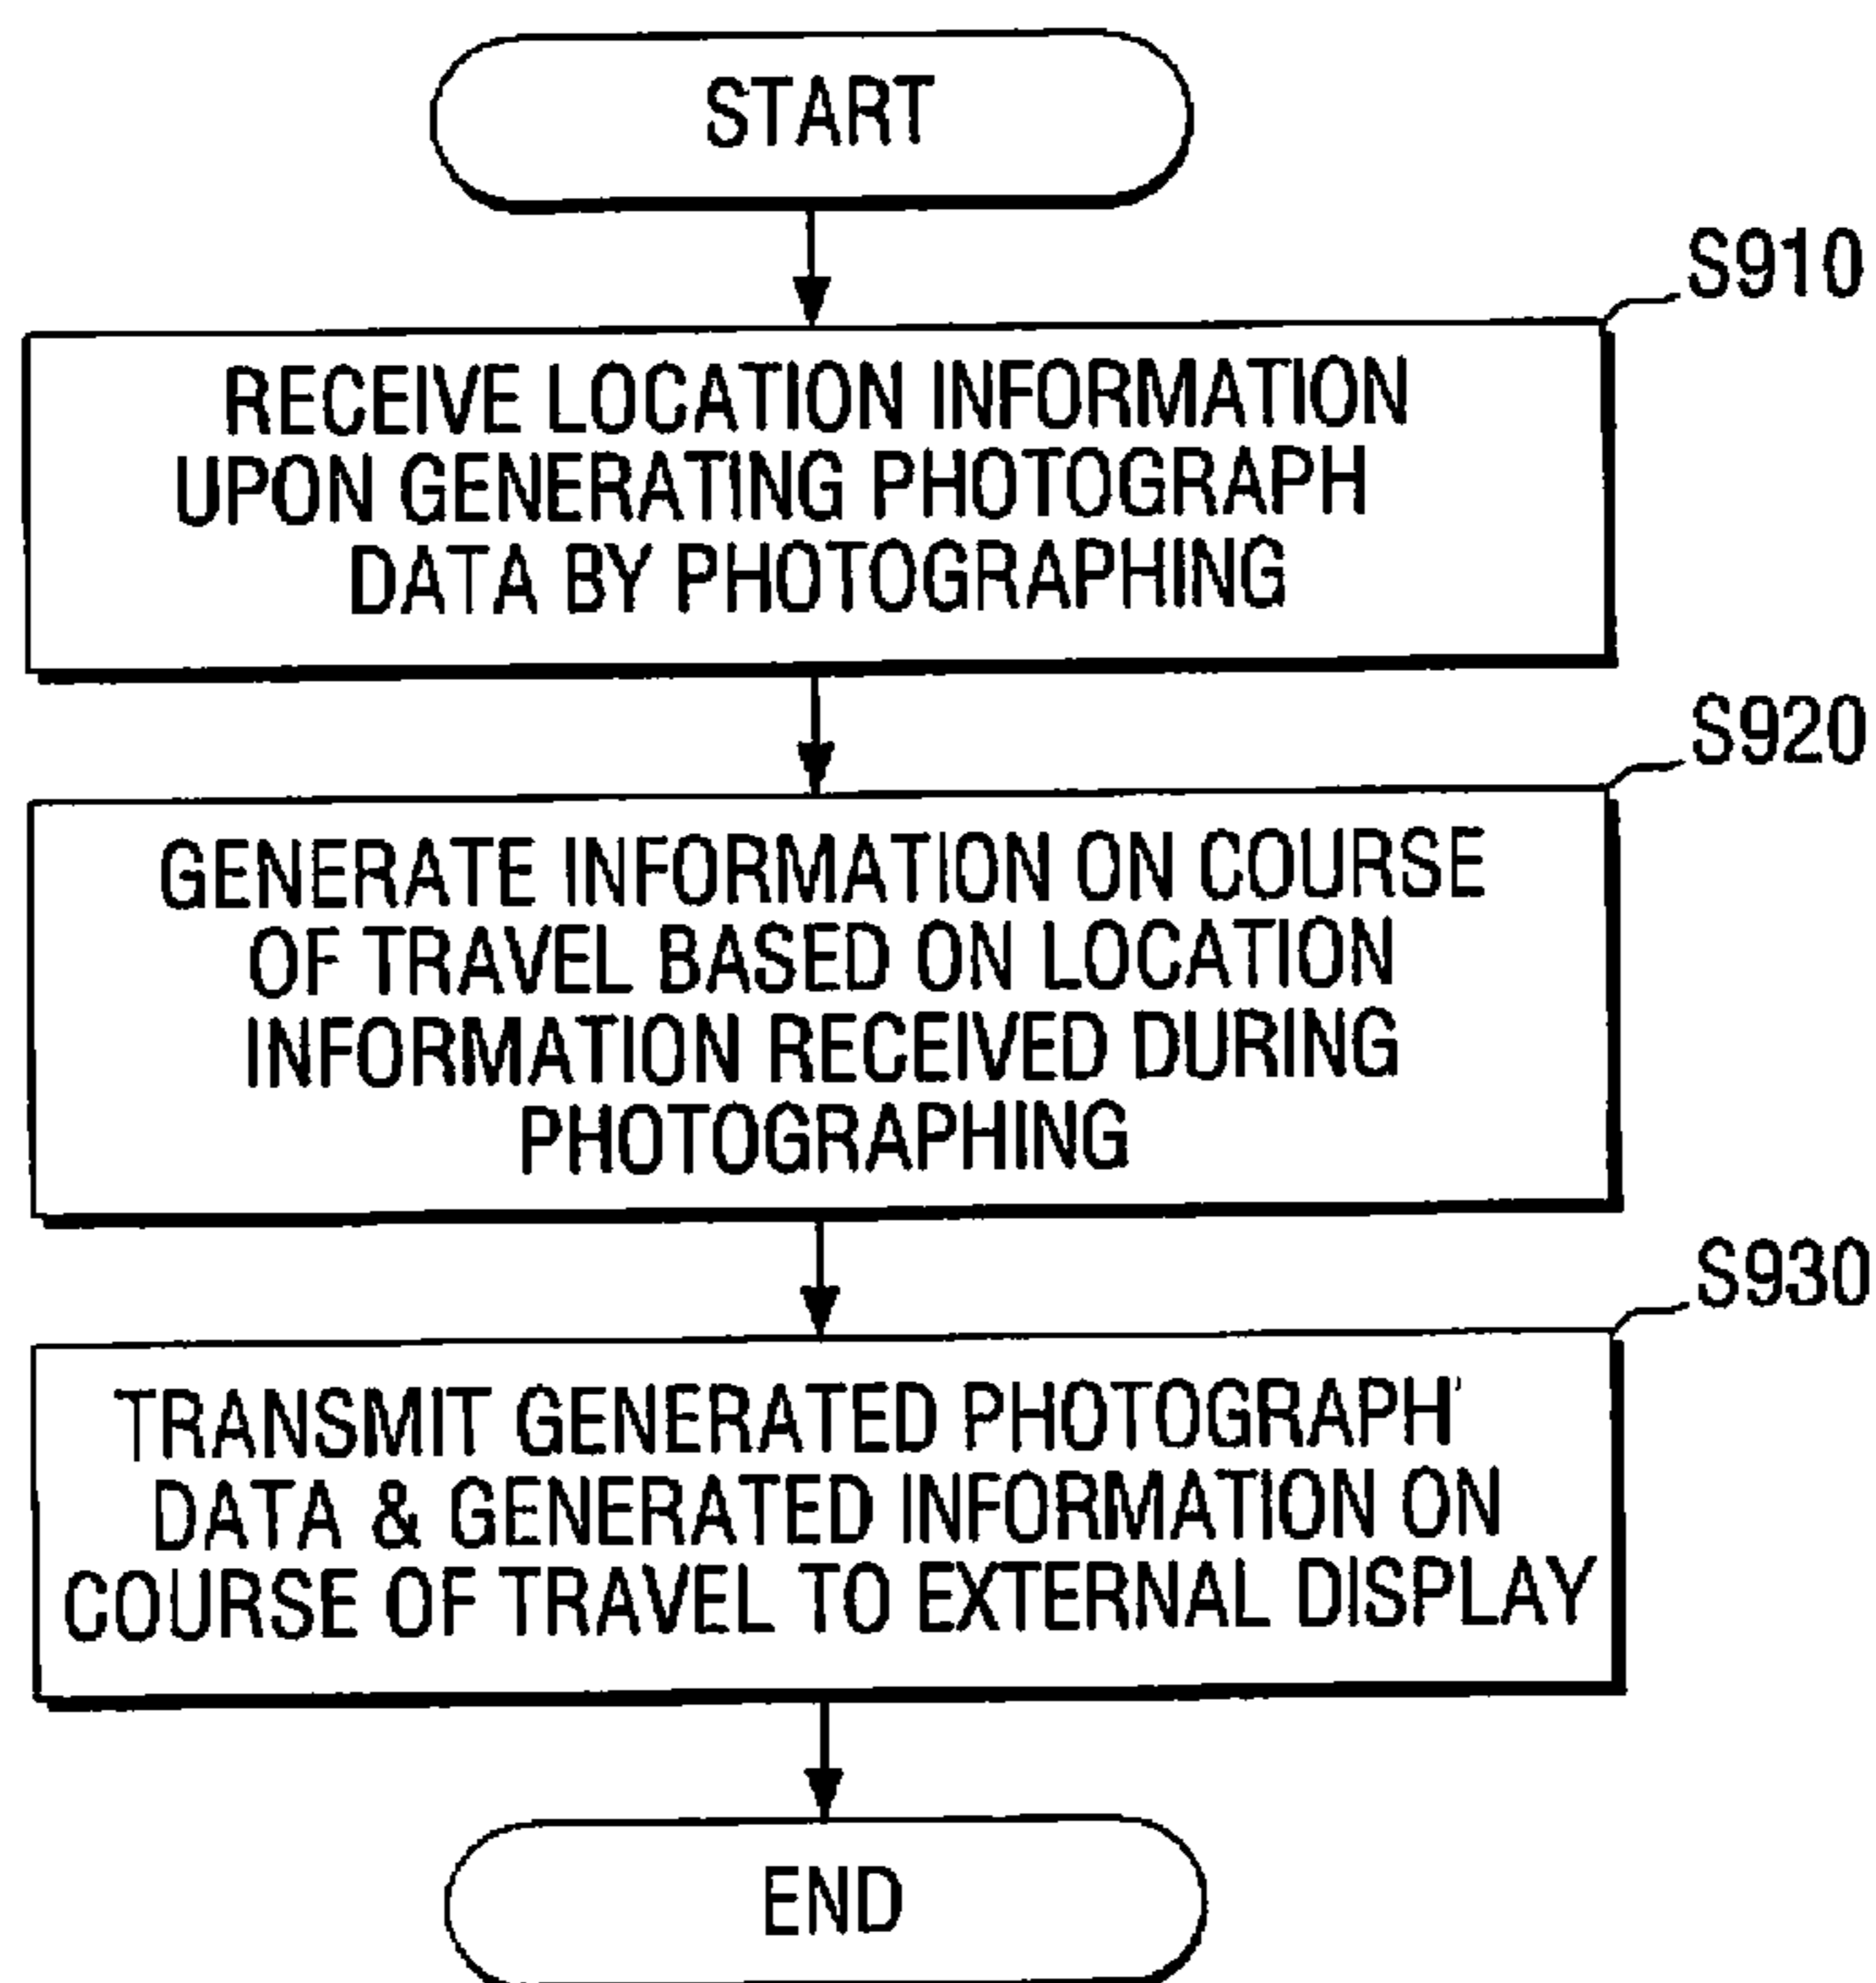 START
S910
RECEIVE LOCATION INFORMATION
UPON GENERATING PHOTOGRAPH
DATA BY PHOTOGRAPHING
S920
GENERATE INFORMATION ON COURSE
OF TRAVEL BASED ON LOCATION
INFORMATION RECEIVED DURING
PHOTOGRAPHING
S930
TRANSMIT GENERATED PHOTOGRAPH
DATA & GENERATED INFORMATION ON
COURSE OF TRAVEL TO EXTERNAL DISPLAY
END